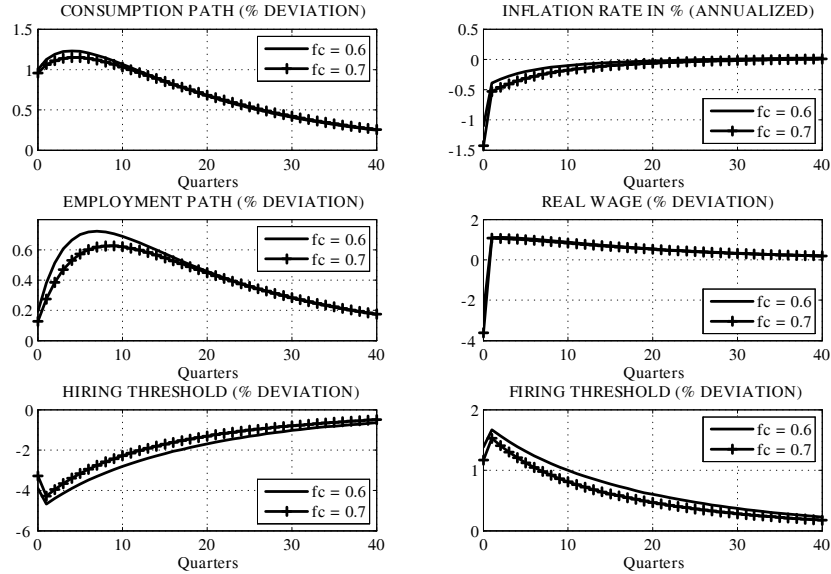 CONSUMPTION PATH (% DEVIATION)
1.5
1
0.5
0
fc = 0.6
fc = 0.7
0 10 20 30 40
Quarters
INFLATION RATE IN % (ANNUALIZED)
0.5
0
-0.5
-1
-1.5
fc = 0.6
fc = 0.7
0 10 20 30 40
Quarters
EMPLOYMENT PATH (% DEVIATION)
0.6
0.4
0.2
0
fc = 0.6
fc = 0.7
0 10 20 30 40
Quarters
REAL WAGE (% DEVIATION)
2
0
-2
-4
fc = 0.6
fc = 0.7
0 10 20 30 40
Quarters
HIRING THRESHOLD (% DEVIATION)
0
-2
-4
-6
fc = 0.6
fc = 0.7
0 10 20 30 40
Quarters
FIRING THRESHOLD (% DEVIATION)
2
1
0
fc = 0.6
fc = 0.7
0 10 20 30 40
Quarters